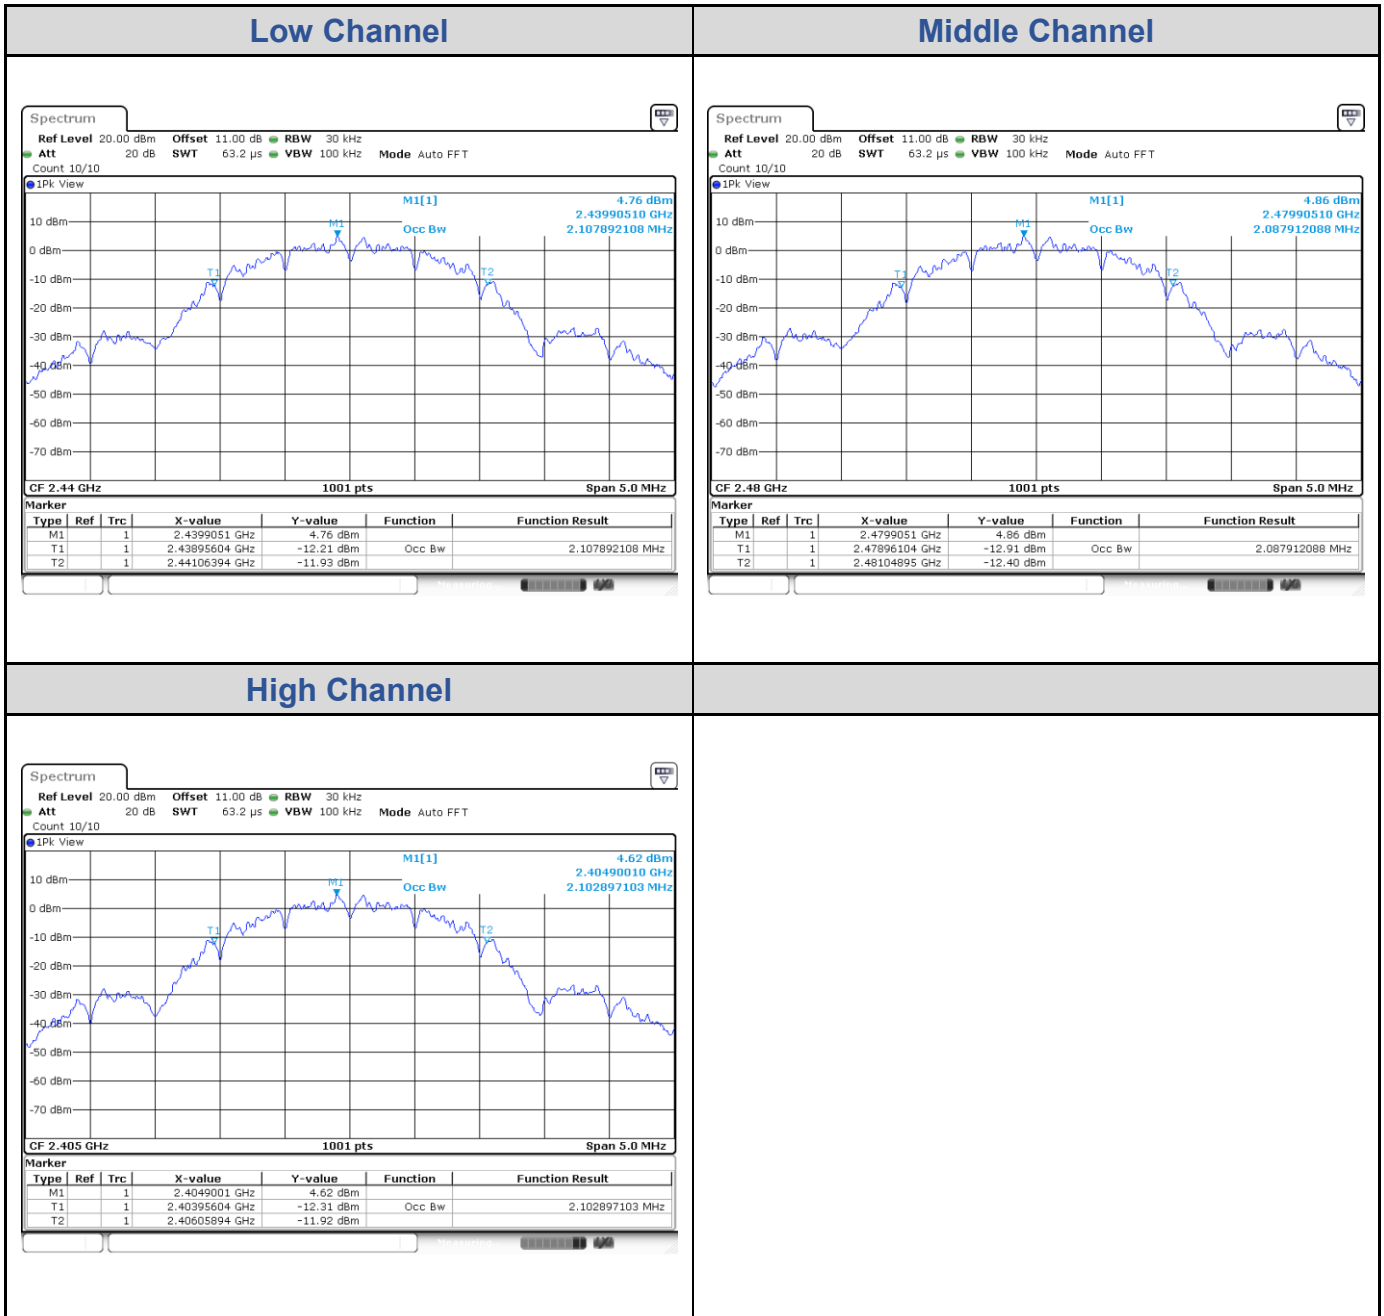 Low Channel
Middle Channel
Spectrum
Ref Level 20.00 dBm Offset 11.00 dB RBW 30 kHz
Att 20 dB SWT 63.2 µs VBW 100 kHz Mode Auto FFT
Count 10/10
1Pk View
M1[1] 4.76 dBm
2.43990510 GHz
Occ Bw 2.107892108 MHz
M1
T1
T2
10 dBm
0 dBm
-10 dBm
-20 dBm
-30 dBm
-40 dBm
-50 dBm
-60 dBm
-70 dBm
CF 2.44 GHz 1001 pts Span 5.0 MHz
Marker
Type Ref Trc X-value Y-value Function Function Result
M1 1 2.4399051 GHz 4.76 dBm
T1 1 2.43895604 GHz -12.21 dBm Occ Bw 2.107892108 MHz
T2 1 2.44106394 GHz -11.93 dBm
Measuring
Spectrum
Ref Level 20.00 dBm Offset 11.00 dB RBW 30 kHz
Att 20 dB SWT 63.2 µs VBW 100 kHz Mode Auto FFT
Count 10/10
1Pk View
M1[1] 4.86 dBm
2.47990510 GHz
Occ Bw 2.087912088 MHz
M1
T1
T2
10 dBm
0 dBm
-10 dBm
-20 dBm
-30 dBm
-40 dBm
-50 dBm
-60 dBm
-70 dBm
CF 2.48 GHz 1001 pts Span 5.0 MHz
Marker
Type Ref Trc X-value Y-value Function Function Result
M1 1 2.4799051 GHz 4.86 dBm
T1 1 2.47896104 GHz -12.91 dBm Occ Bw 2.087912088 MHz
T2 1 2.48104895 GHz -12.40 dBm
Measuring
High Channel
Spectrum
Ref Level 20.00 dBm Offset 11.00 dB RBW 30 kHz
Att 20 dB SWT 63.2 µs VBW 100 kHz Mode Auto FFT
Count 10/10
1Pk View
M1[1] 4.62 dBm
2.40490010 GHz
Occ Bw 2.102897103 MHz
M1
T1
T2
10 dBm
0 dBm
-10 dBm
-20 dBm
-30 dBm
-40 dBm
-50 dBm
-60 dBm
-70 dBm
CF 2.405 GHz 1001 pts Span 5.0 MHz
Marker
Type Ref Trc X-value Y-value Function Function Result
M1 1 2.4049001 GHz 4.62 dBm
T1 1 2.40395604 GHz -12.31 dBm Occ Bw 2.102897103 MHz
T2 1 2.40605894 GHz -11.92 dBm
Measuring